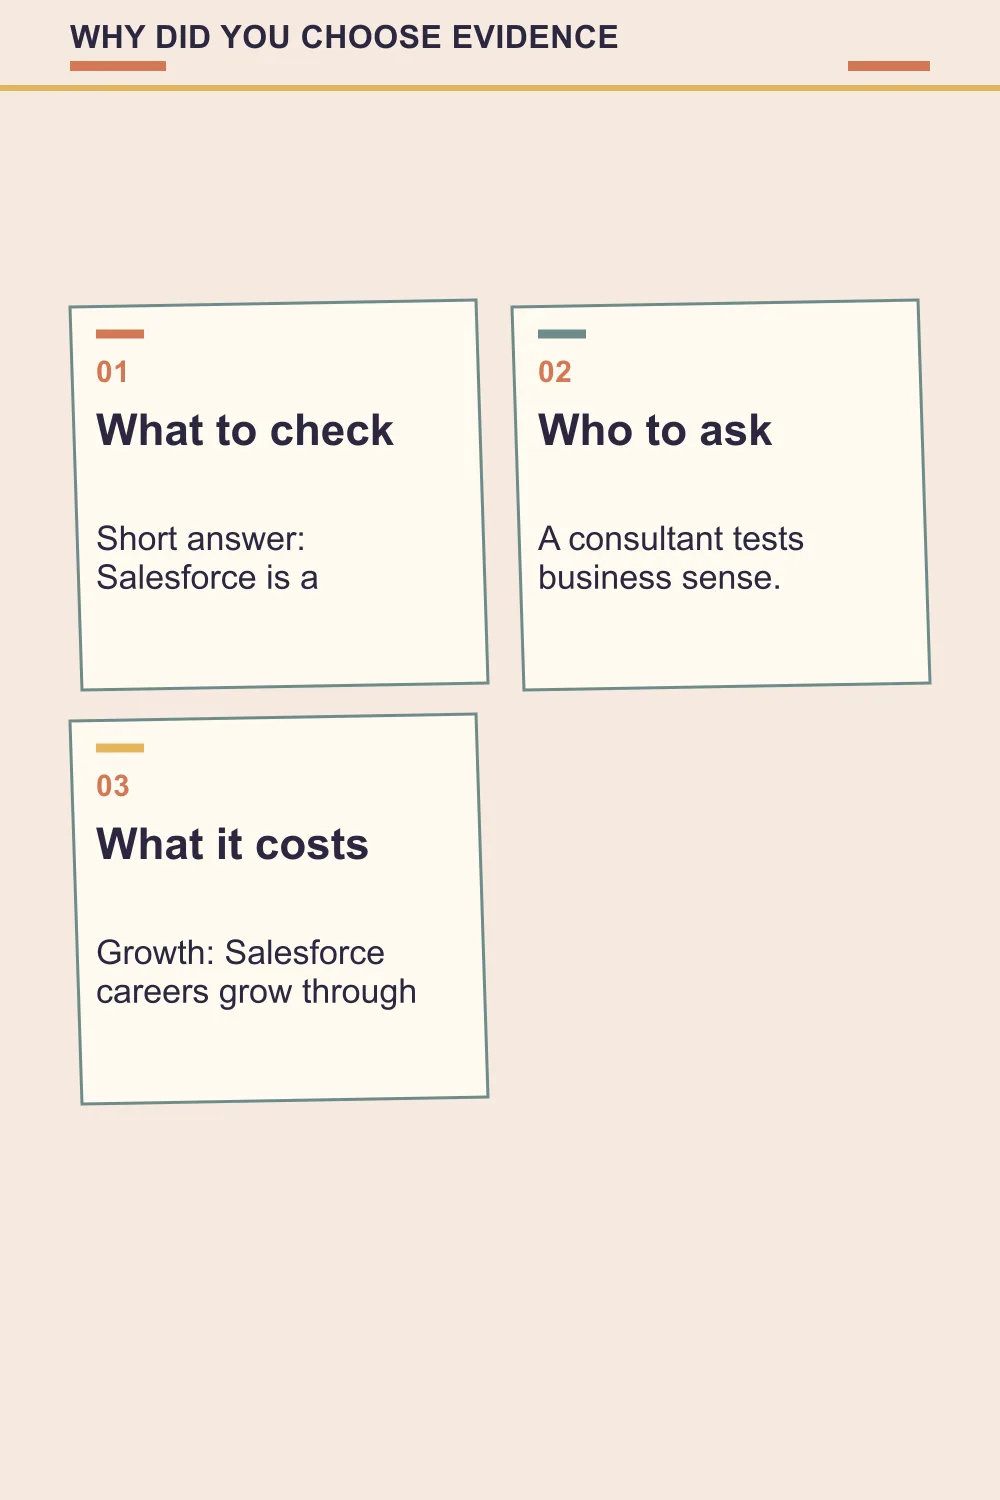 WHY DID YOU CHOOSE EVIDENCE
01
What to check
Short answer:
Salesforce is a
02
Who to ask
A consultant tests
business sense.
03
What it costs
Growth: Salesforce
careers grow through